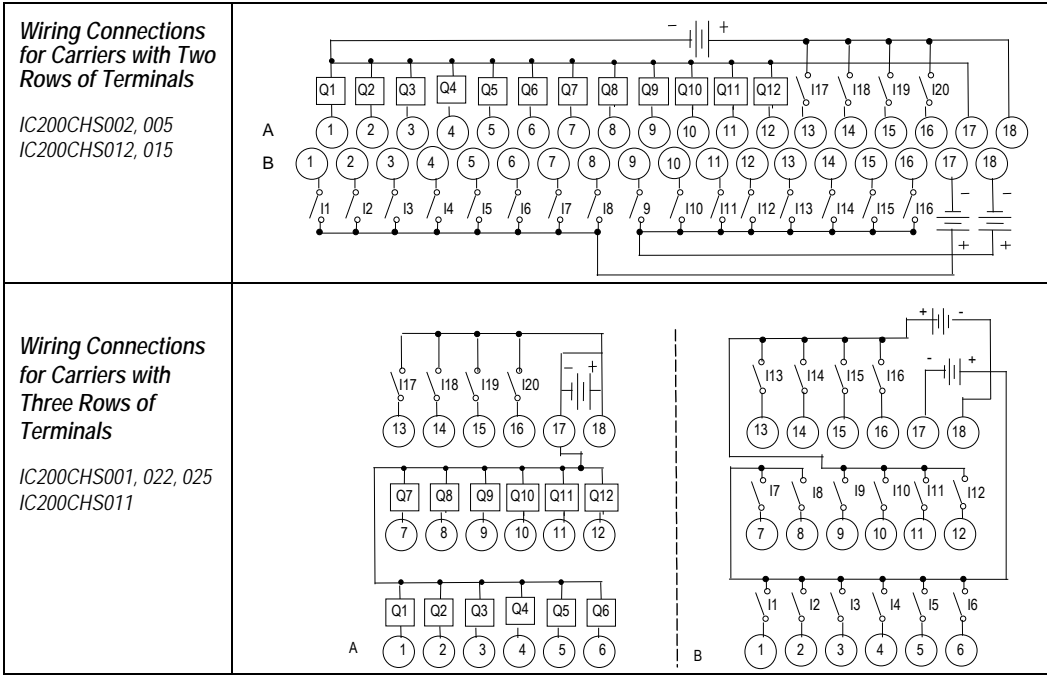 Wiring Connections
for Carriers with Two
Rows of Terminals
IC200CHS002, 005
IC200CHS012, 015
– +
Q1 Q2 Q3 Q4 Q5 Q6 Q7 Q8 Q9 Q10 Q11 Q12 I17 I18 I19 I20
A 1 2 3 4 5 6 7 8 9 10 11 12 13 14 15 16 17 18
B 1 2 3 4 5 6 7 8 9 10 11 12 13 14 15 16 17 18
I1 I2 I3 I4 I5 I6 I7 I8 9 I10 I11 I12 I13 I14 I15 I16 – –
+ +
Wiring Connections
for Carriers with
Three Rows of
Terminals
IC200CHS001, 022, 025
IC200CHS011
I17 I18 I19 I20 – +
13 14 15 16 17 18
Q7 Q8 Q9 Q10 Q11 Q12
7 8 9 10 11 12
Q1 Q2 Q3 Q4 Q5 Q6
A 1 2 3 4 5 6
+ -
- +
I13 I14 I15 I16
13 14 15 16 17 18
I7 I8 I9 I10 I11 I12
7 8 9 10 11 12
I1 I2 I3 I4 I5 I6
B 1 2 3 4 5 6